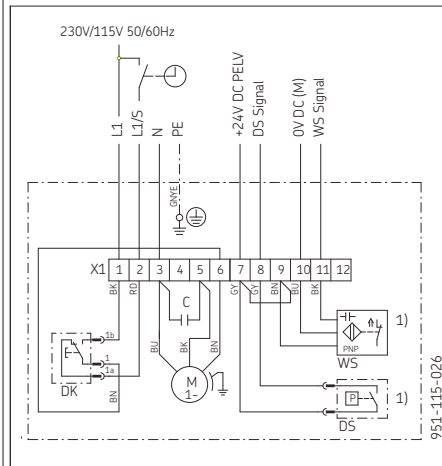 230V/115V 50/60Hz
L1
L1/S
N
PE
+24V DC PELV
DS Signal
0V DC (M)
WS Signal
GNYE
X1 1 2 3 4 5 6 7 8 9 10 11 12
BK RD GY GY BN BU BK
C
1b
1
1a
DK
BN
BU BK BN
M
1~
PNP
WS
1)
P
DS
1)
951-115-026